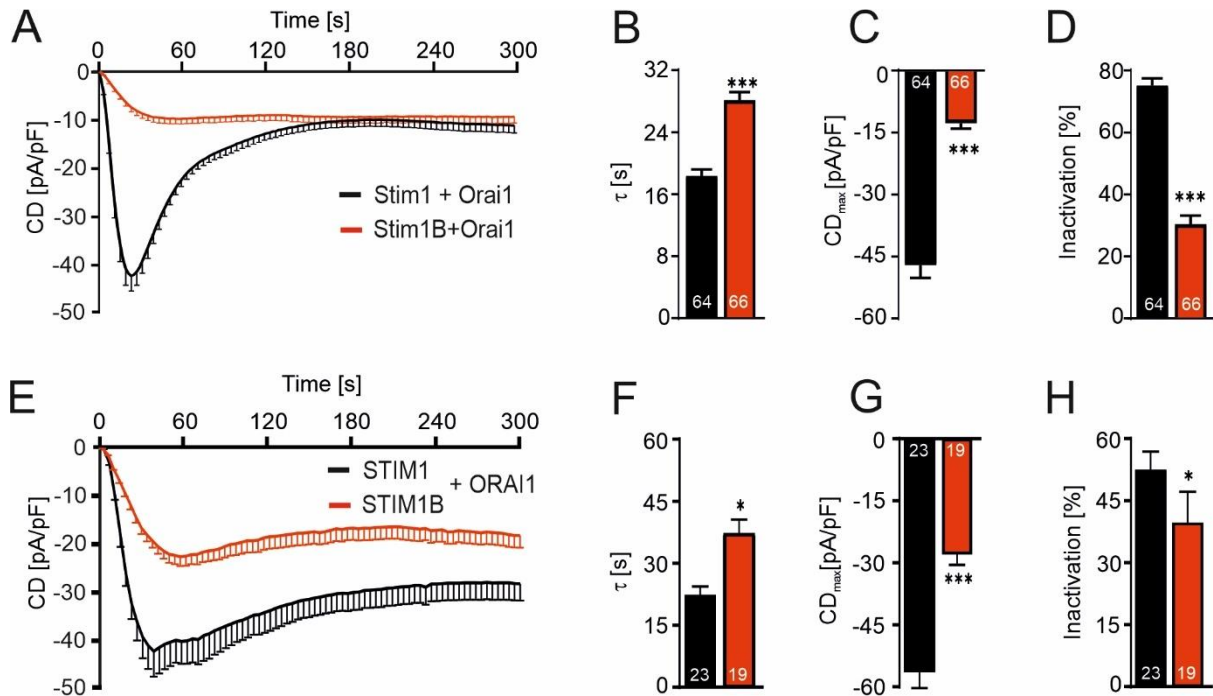 A
Time [s]
0 60 120 180 240 300
0
-10
-20
-30
-40
-50
CD [pA/pF]
Stim1 + Orai1
Stim1B+Orai1
B
32
24
16
8
0
τ [s]
***
64 66
C
0
-15
-30
-45
-60
CDmax[pA/pF]
64 66
***
D
80
60
40
20
0
Inactivation [%]
***
64 66
E
Time [s]
0 60 120 180 240 300
0
-10
-20
-30
-40
-50
CD [pA/pF]
STIM1
STIM1B
+ ORAI1
F
60
45
30
15
0
τ [s]
*
23 19
G
0
-15
-30
-45
-60
CDmax[pA/pF]
23 19
***
H
60
45
30
15
0
Inactivation [%]
*
23 19